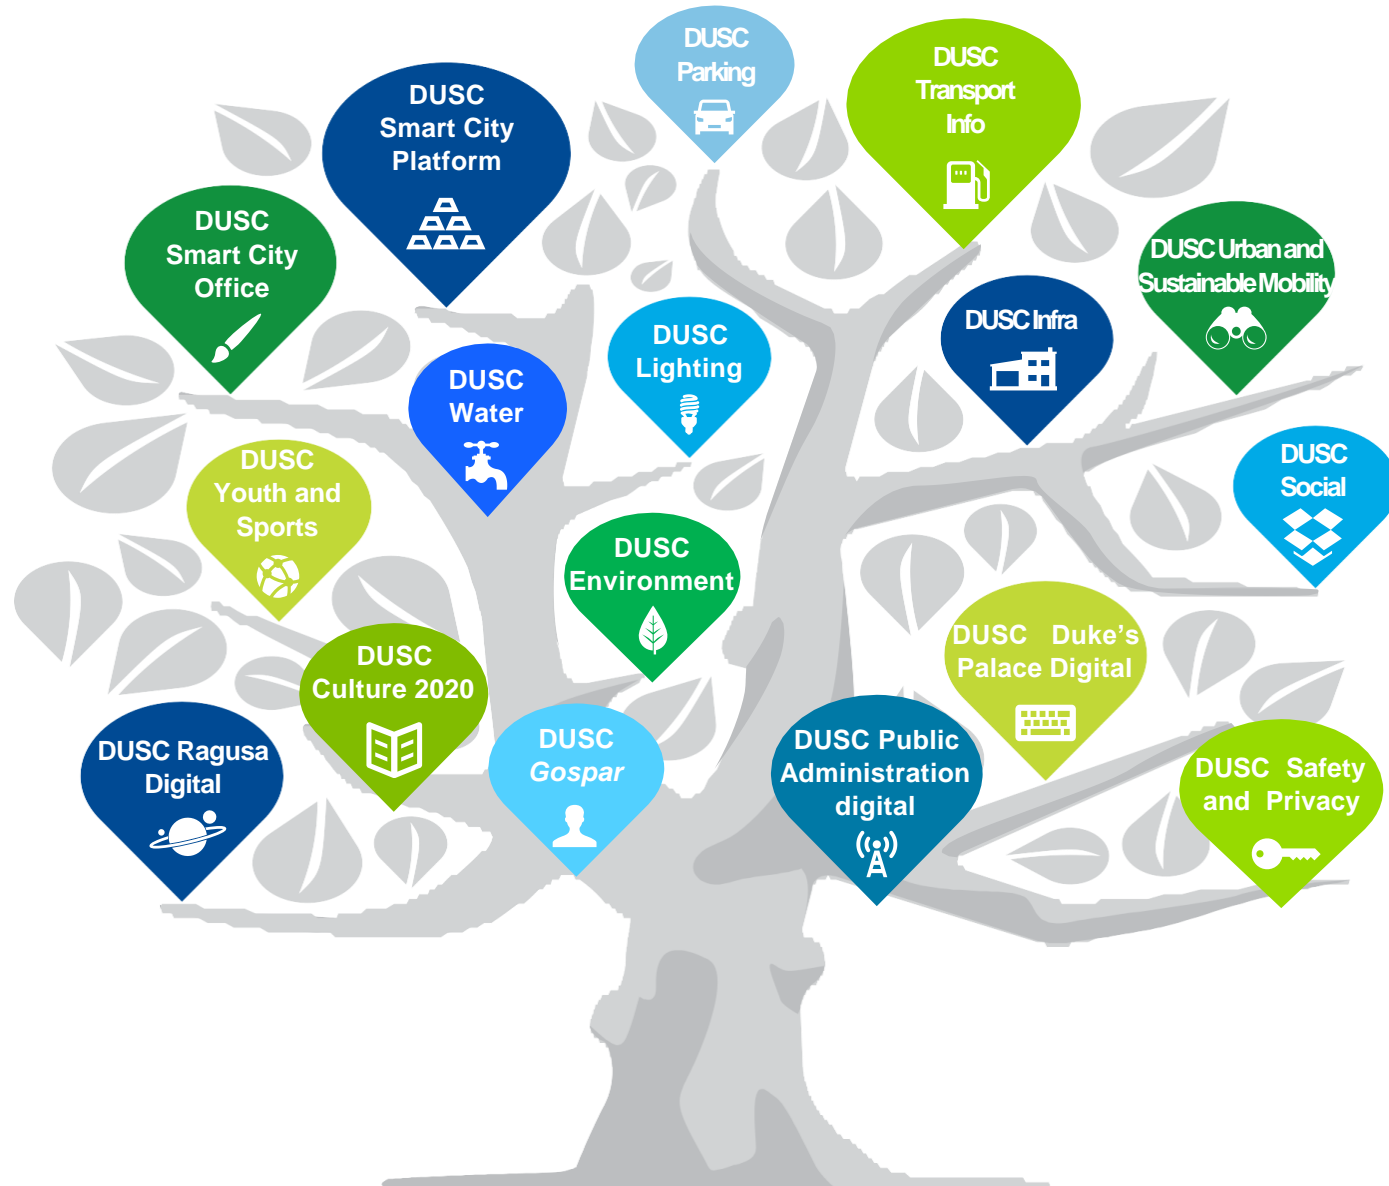 DUSC
Parking
DUSC
Transport
Info
DUSC
Smart City
Platform
DUSC
Smart City
Office
DUSC Urban and
Sustainable Mobility
DUSC Infra
DUSC
Lighting
DUSC
Water
DUSC
Social
DUSC
Youth and
Sports
DUSC
Environment
DUSC Duke's
Palace Digital
DUSC
Culture 2020
DUSC Ragusa
Digital
DUSC
Gospar
DUSC Public
Administration
digital
DUSC Safety
and Privacy